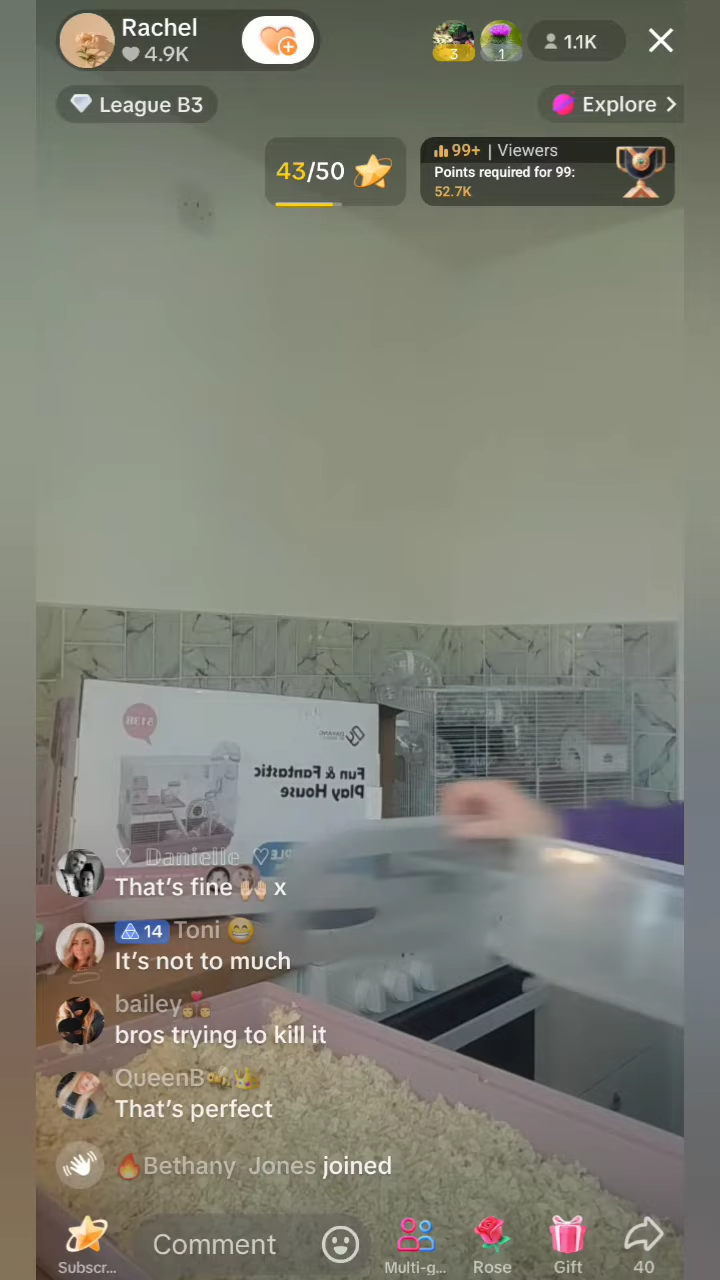 Rachel
4.9K
3
1
1.1K
League B3
Explore >
43/50
99+ | Viewers
Points required for 99:
52.7K
Fun & Fantastic
Play House
♡ 𝔻𝕒𝕟𝕚𝕖𝕝𝕝𝕖 ♡
That's fine 🙌🏻 x
14 Toni 😁
It's not to much
bailey💏
bros trying to kill it
QueenB🐝👑
That's perfect
🔥Bethany Jones joined
Comment
Subscr...
Multi-g...
Rose
Gift
40